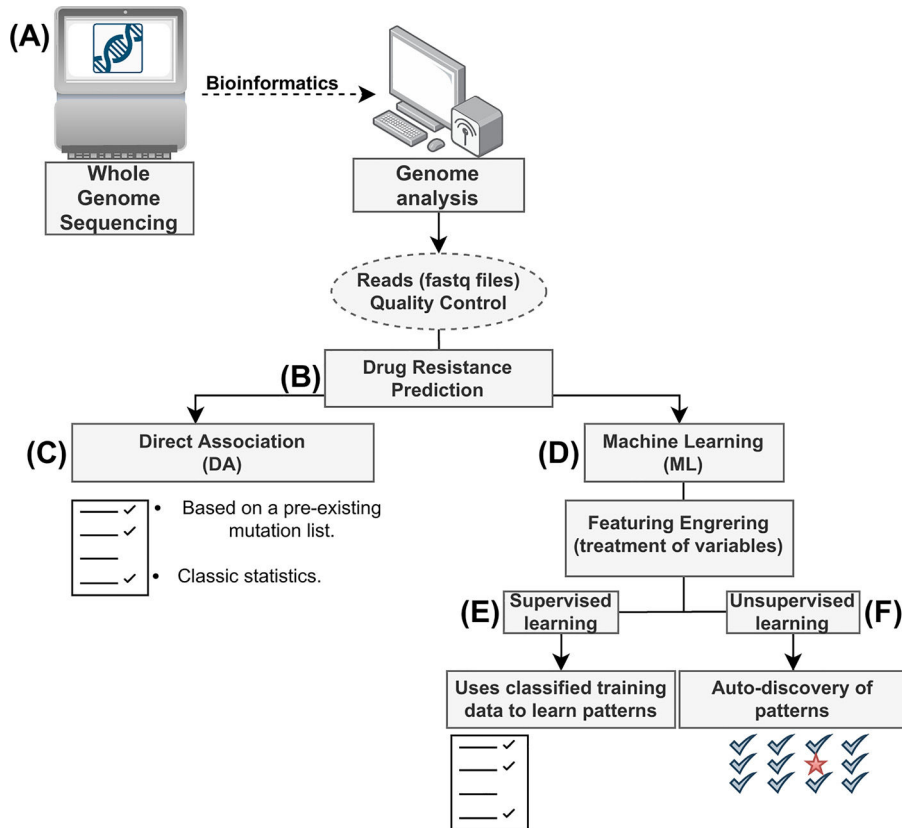 (A)
Bioinformatics
Whole
Genome
Sequencing
Genome
analysis
Reads (fastq files)
Quality Control
(B)
Drug Resistance
Prediction
(C)
Direct Association
(DA)
(D)
Machine Learning
(ML)
• Based on a pre-existing
mutation list.
• Classic statistics.
Featuring Engrering
(treatment of variables)
(E)
Supervised
learning
Unsupervised
learning
(F)
Uses classified training
data to learn patterns
Auto-discovery of
patterns